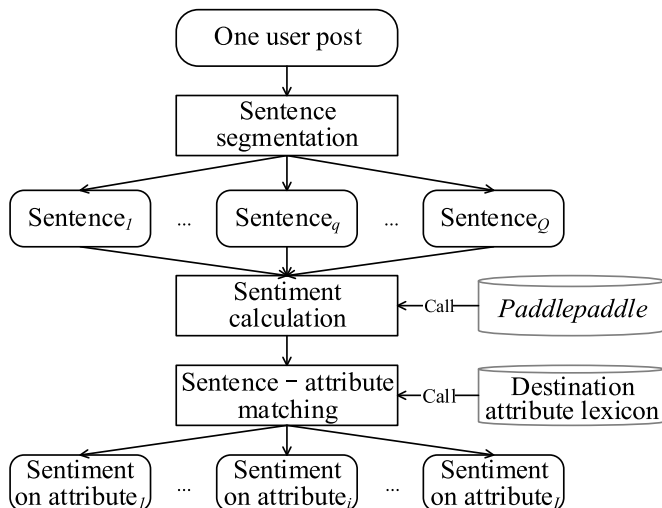 One user post
Sentence
segmentation
Sentence1 ... Sentenceq ... SentenceQ
Sentiment
calculation
Call
Paddlepaddle
Sentence – attribute
matching
Call
Destination
attribute lexicon
Sentiment
on attribute1
...
Sentiment
on attributei
...
Sentiment
on attributeI